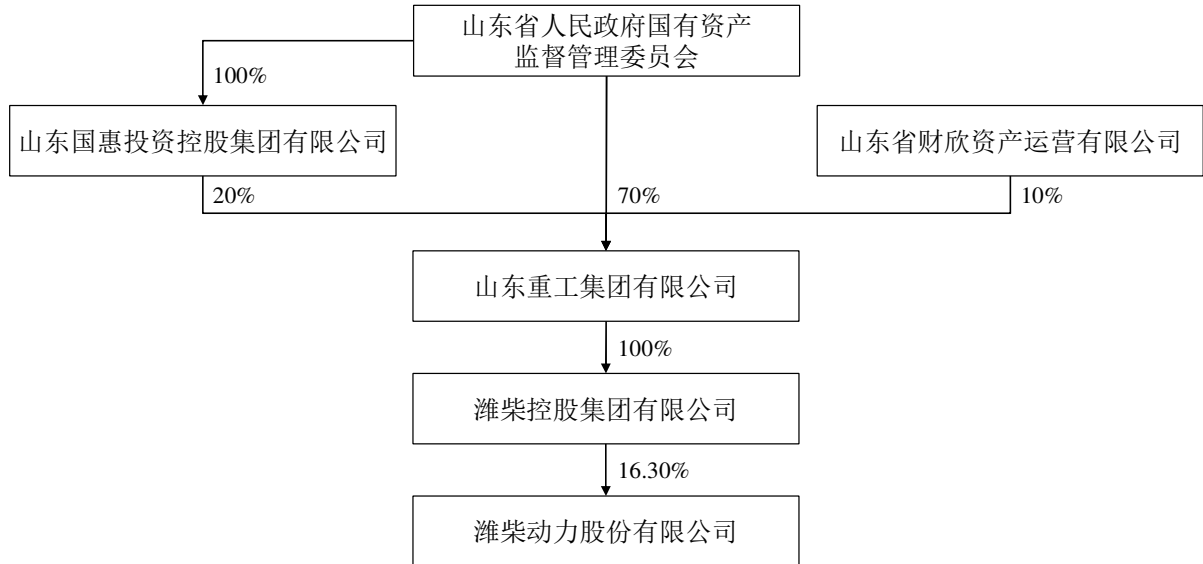 山东省人民政府国有资产
监督管理委员会
100%
山东国惠投资控股集团有限公司
山东省财欣资产运营有限公司
20%
70%
10%
山东重工集团有限公司
100%
潍柴控股集团有限公司
16.30%
潍柴动力股份有限公司